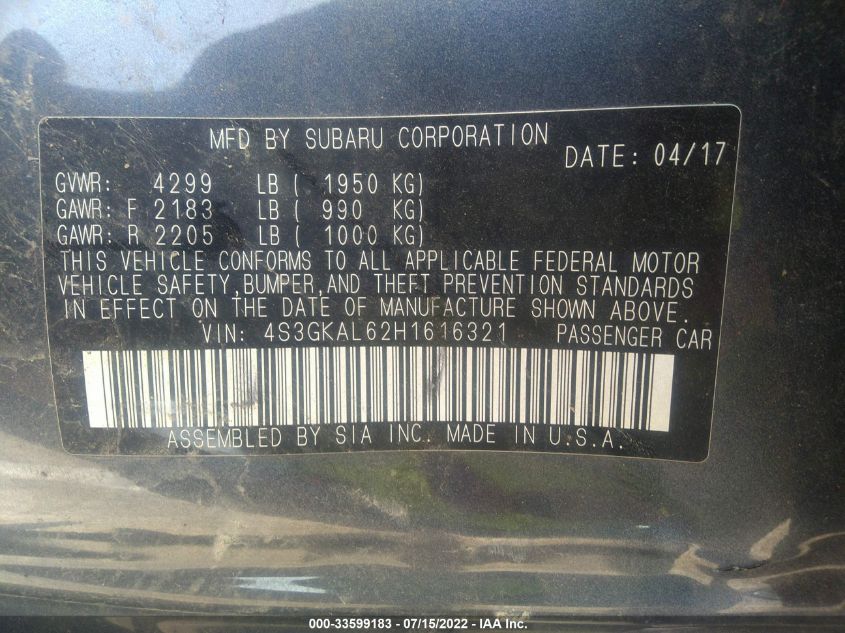 MFD BY SUBARU CORPORATION
DATE: 04/17
GVWR: 4299 LB ( 1950 KG)
GAWR: F 2183 LB ( 990 KG)
GAWR: R 2205 LB ( 1000 KG)
THIS VEHICLE CONFORMS TO ALL APPLICABLE FEDERAL MOTOR
VEHICLE SAFETY,BUMPER,AND THEFT PREVENTION STANDARDS
IN EFFECT ON THE DATE OF MANUFACTURE SHOWN ABOVE.
VIN: 4S3GKAL62H1616321 PASSENGER CAR
ASSEMBLED BY SIA INC. MADE IN U.S.A.
000-33599183 - 07/15/2022 - IAA Inc.